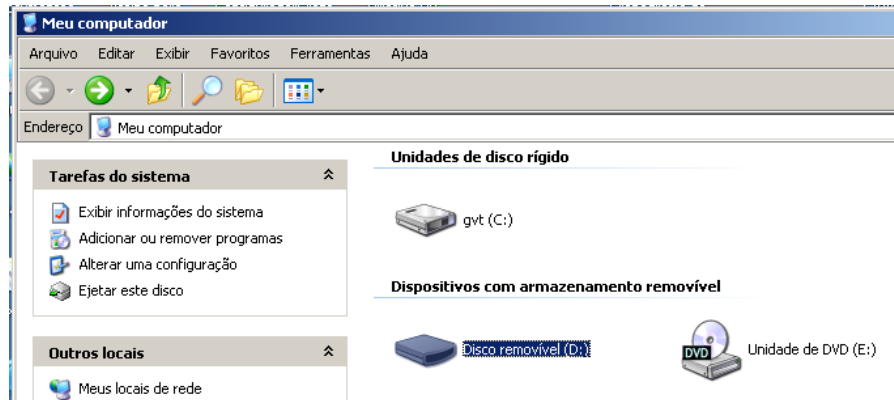 Meu computador
Arquivo Editar Exibir Favoritos Ferramentas Ajuda
Endereço Meu computador
Tarefas do sistema
Exibir informações do sistema
Adicionar ou remover programas
Alterar uma configuração
Ejetar este disco
Outros locais
Meus locais de rede
Unidades de disco rígido
gvt (C:)
Dispositivos com armazenamento removível
Disco removível (D:)
DVD Unidade de DVD (E:)